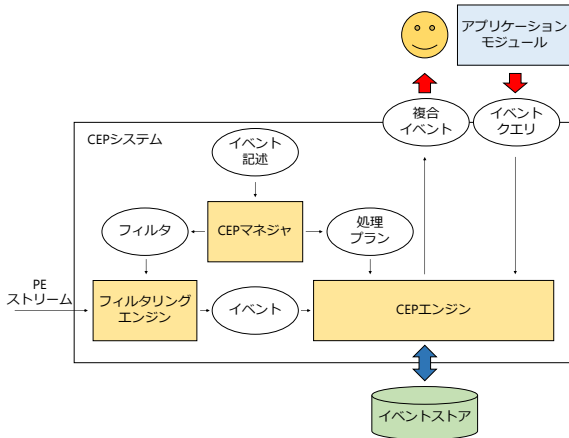 アプリケーション
モジュール
複合
イベント
イベント
クエリ
CEPシステム
イベント
記述
フィルタ
CEPマネジャ
処理
プラン
PE
ストリーム
フィルタリング
エンジン
イベント
CEPエンジン
イベントストア